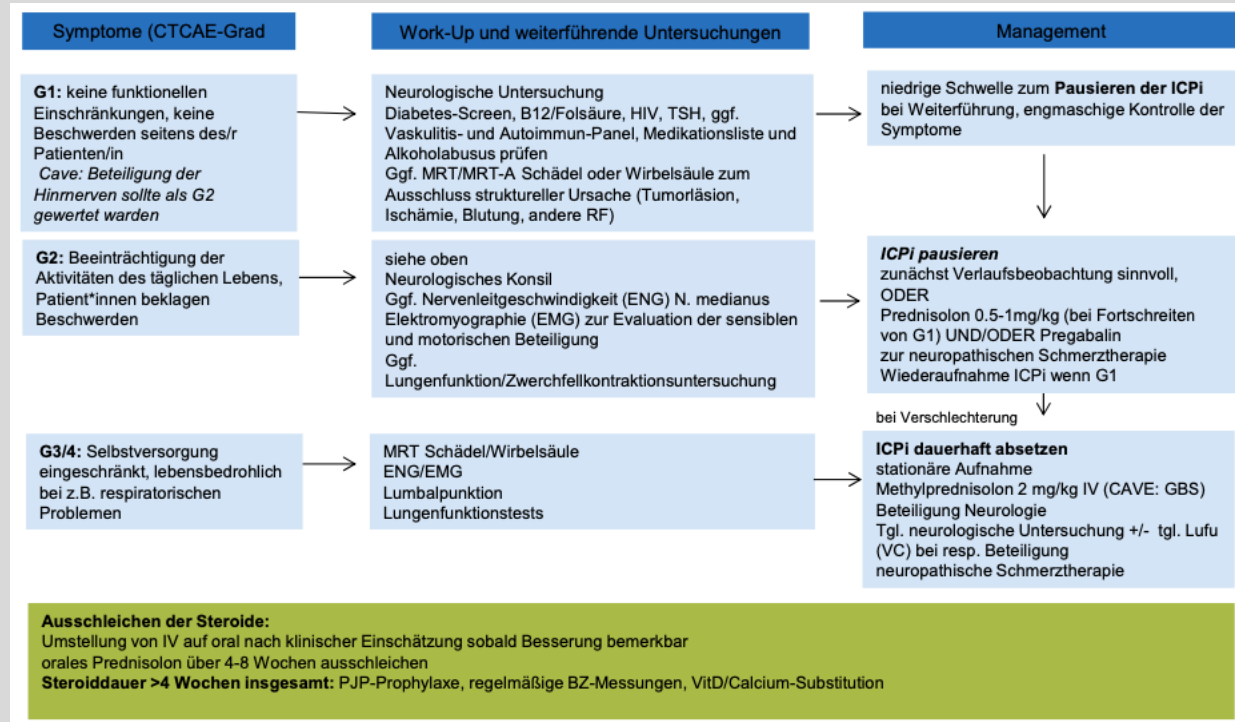 Symptome (CTCAE-Grad
Work-Up und weiterführende Untersuchungen
Management
G1: keine funktionellen
Einschränkungen, keine
Beschwerden seitens des/r
Patienten/in
Cave: Beteiligung der
Hinrnerven sollte als G2
gewertet warden
Neurologische Untersuchung
Diabetes-Screen, B12/Folsäure, HIV, TSH, ggf.
Vaskulitis- und Autoimmun-Panel, Medikationsliste und
Alkoholabusus prüfen
Ggf. MRT/MRT-A Schädel oder Wirbelsäule zum
Ausschluss struktureller Ursache (Tumorläsion,
Ischämie, Blutung, andere RF)
niedrige Schwelle zum Pausieren der ICPi
bei Weiterführung, engmaschige Kontrolle der
Symptome
G2: Beeinträchtigung der
Aktivitäten des täglichen Lebens,
Patient*innen beklagen
Beschwerden
siehe oben
Neurologisches Konsil
Ggf. Nervenleitgeschwindigkeit (ENG) N. medianus
Elektromyographie (EMG) zur Evaluation der sensiblen
und motorischen Beteiligung
Ggf.
Lungenfunktion/Zwerchfellkontraktionsuntersuchung
ICPi pausieren
zunächst Verlaufsbeobachtung sinnvoll,
ODER
Prednisolon 0.5-1mg/kg (bei Fortschreiten
von G1) UND/ODER Pregabalin
zur neuropathischen Schmerztherapie
Wiederaufnahme ICPi wenn G1
bei Verschlechterung
G3/4: Selbstversorgung
eingeschränkt, lebensbedrohlich
bei z.B. respiratorischen
Problemen
MRT Schädel/Wirbelsäule
ENG/EMG
Lumbalpunktion
Lungenfunktionstests
ICPi dauerhaft absetzen
stationäre Aufnahme
Methylprednisolon 2 mg/kg IV (CAVE: GBS)
Beteiligung Neurologie
Tgl. neurologische Untersuchung +/- tgl. Lufu
(VC) bei resp. Beteiligung
neuropathische Schmerztherapie
Ausschleichen der Steroide:
Umstellung von IV auf oral nach klinischer Einschätzung sobald Besserung bemerkbar
orales Prednisolon über 4-8 Wochen ausschleichen
Steroiddauer >4 Wochen insgesamt: PJP-Prophylaxe, regelmäßige BZ-Messungen, VitD/Calcium-Substitution